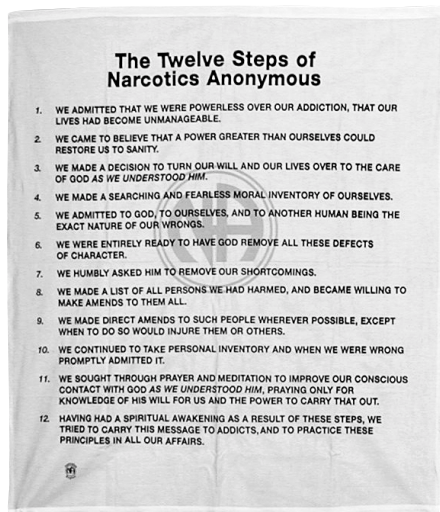 The Twelve Steps of
Narcotics Anonymous
1. WE ADMITTED THAT WE WERE POWERLESS OVER OUR ADDICTION, THAT OUR
LIVES HAD BECOME UNMANAGEABLE.
2. WE CAME TO BELIEVE THAT A POWER GREATER THAN OURSELVES COULD
RESTORE US TO SANITY.
3. WE MADE A DECISION TO TURN OUR WILL AND OUR LIVES OVER TO THE CARE
OF GOD AS WE UNDERSTOOD HIM.
4. WE MADE A SEARCHING AND FEARLESS MORAL INVENTORY OF OURSELVES.
5. WE ADMITTED TO GOD, TO OURSELVES, AND TO ANOTHER HUMAN BEING THE
EXACT NATURE OF OUR WRONGS.
6. WE WERE ENTIRELY READY TO HAVE GOD REMOVE ALL THESE DEFECTS
OF CHARACTER.
7. WE HUMBLY ASKED HIM TO REMOVE OUR SHORTCOMINGS.
8. WE MADE A LIST OF ALL PERSONS WE HAD HARMED, AND BECAME WILLING TO
MAKE AMENDS TO THEM ALL.
9. WE MADE DIRECT AMENDS TO SUCH PEOPLE WHEREVER POSSIBLE, EXCEPT
WHEN TO DO SO WOULD INJURE THEM OR OTHERS.
10. WE CONTINUED TO TAKE PERSONAL INVENTORY AND WHEN WE WERE WRONG
PROMPTLY ADMITTED IT.
11. WE SOUGHT THROUGH PRAYER AND MEDITATION TO IMPROVE OUR CONSCIOUS
CONTACT WITH GOD AS WE UNDERSTOOD HIM, PRAYING ONLY FOR
KNOWLEDGE OF HIS WILL FOR US AND THE POWER TO CARRY THAT OUT.
12. HAVING HAD A SPIRITUAL AWAKENING AS A RESULT OF THESE STEPS, WE
TRIED TO CARRY THIS MESSAGE TO ADDICTS, AND TO PRACTICE THESE
PRINCIPLES IN ALL OUR AFFAIRS.
NA